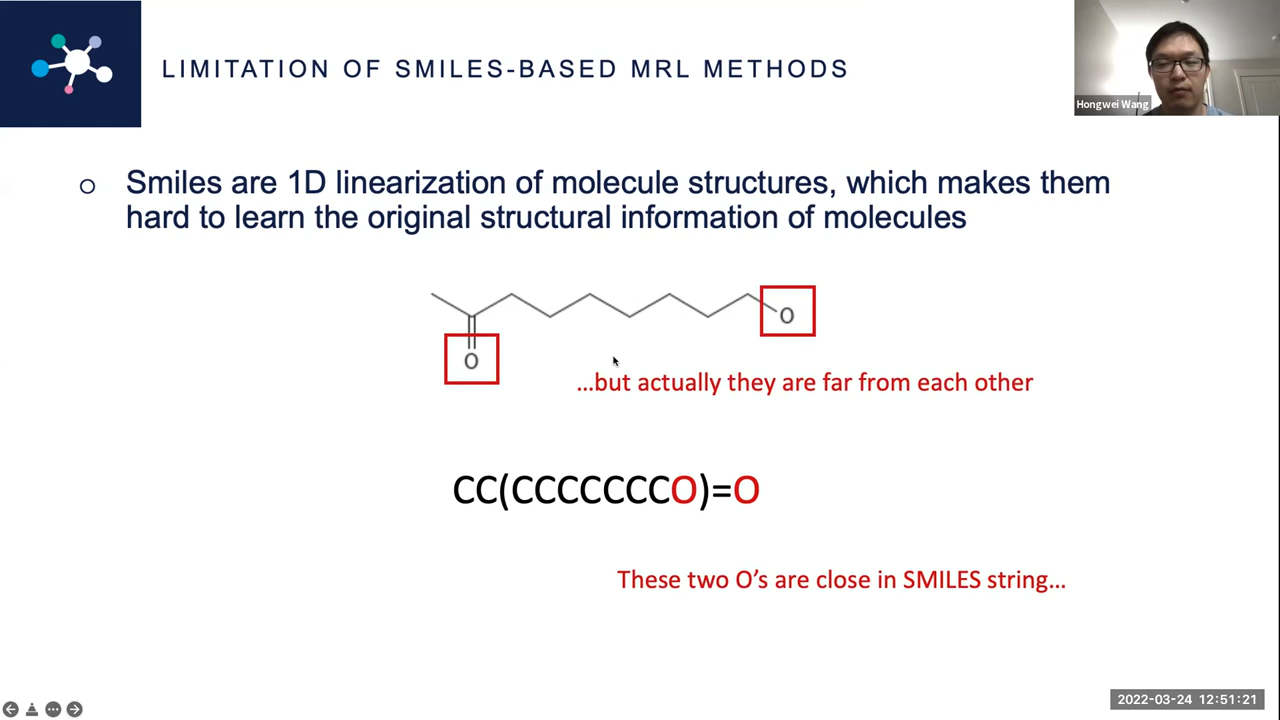 LIMITATION OF SMILES-BASED MRL METHODS
Hongwei Wang
Smiles are 1D linearization of molecule structures, which makes them
hard to learn the original structural information of molecules
O
O
...but actually they are far from each other
CC(CCCCCCCO)=O
These two O's are close in SMILES string...
2022-03-24 12:51:21